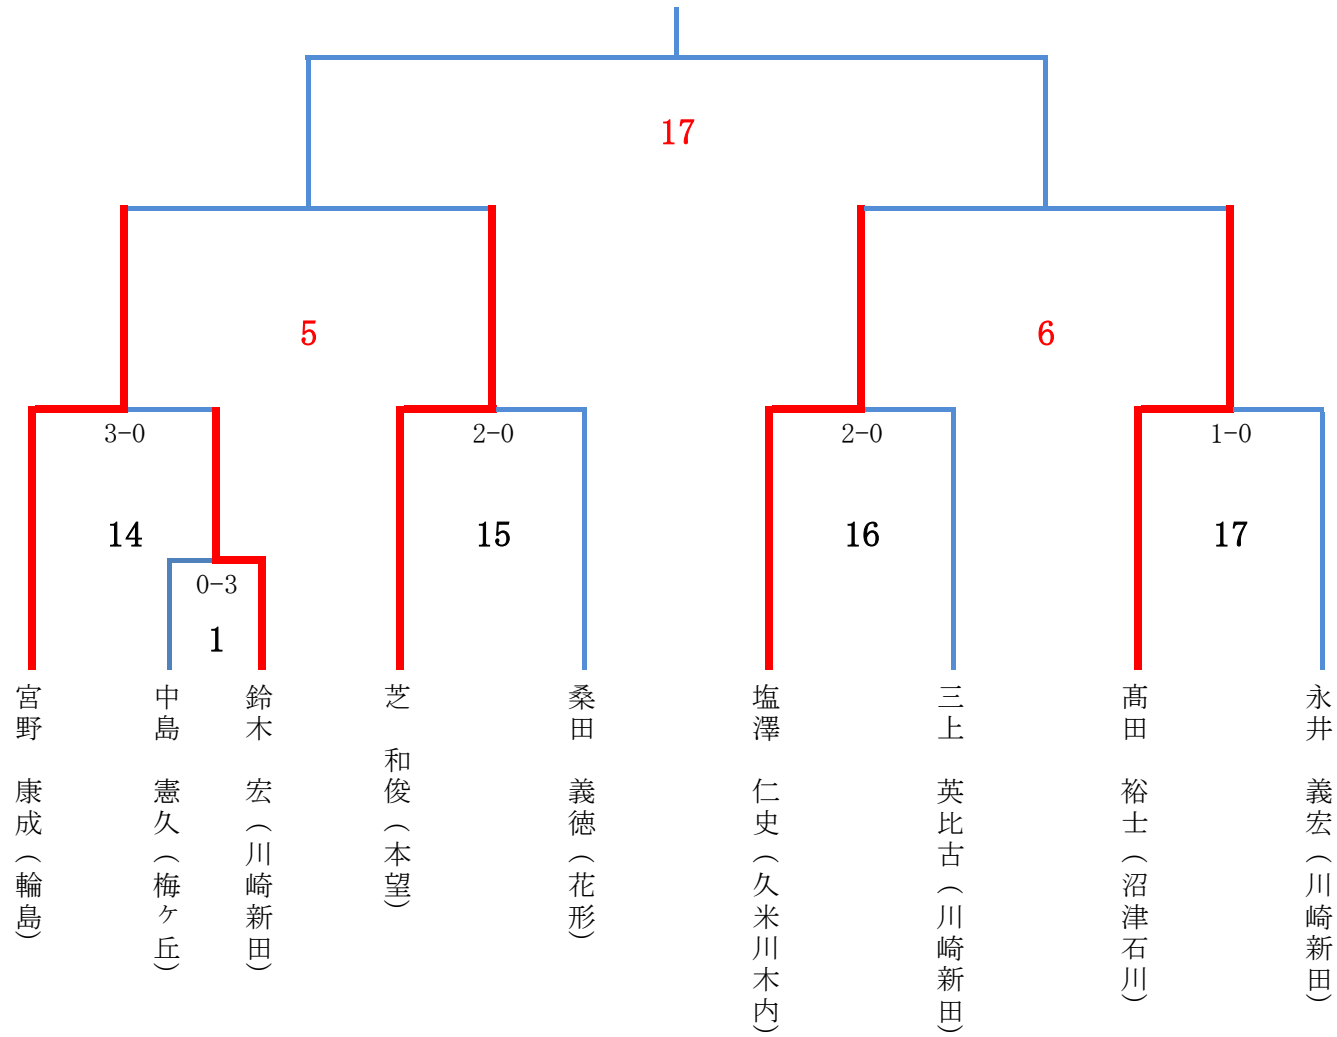 17
5
6
3-0
2-0
2-0
1-0
14
15
16
17
0-3
1
宮野 康成(輪島)
中島 憲久(梅ケ丘)
鈴木 宏(川崎新田)
芝 和俊(本望)
桑田 義徳(花形)
塩澤 仁史(久米川木内)
三上 英比古(川崎新田)
髙田 裕士(沼津石川)
永井 義宏(川崎新田)